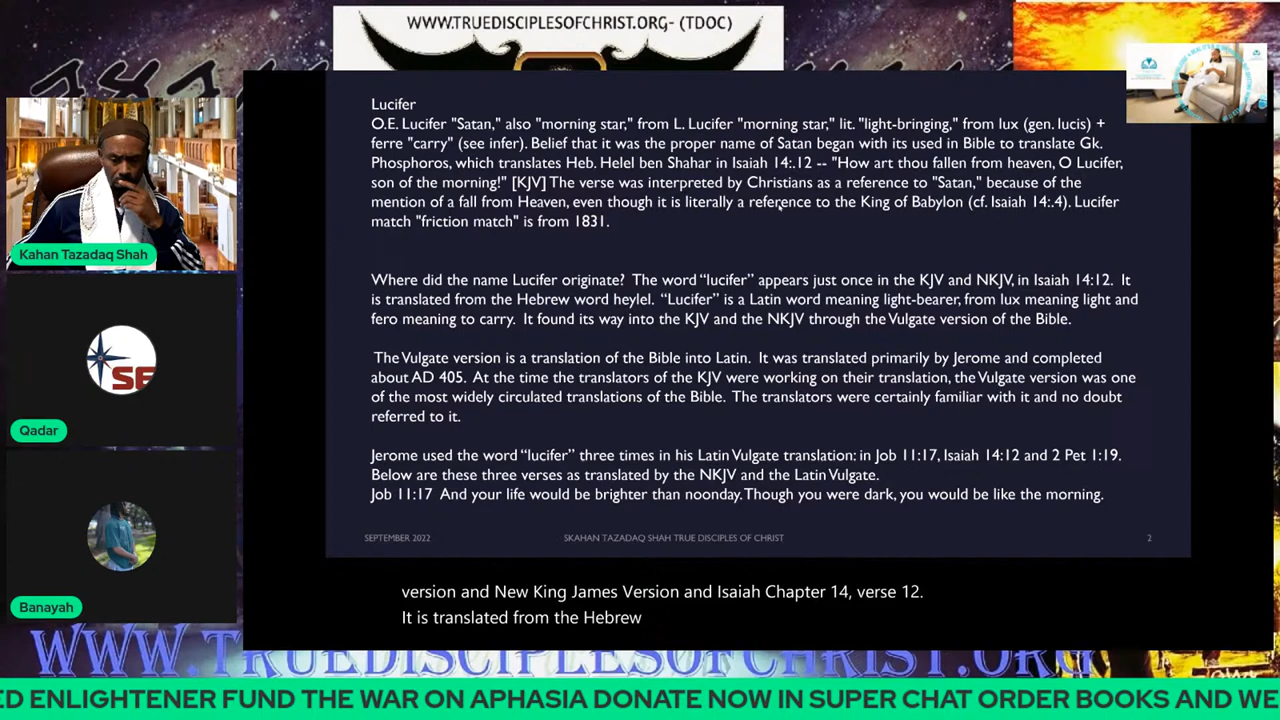 WWW.TRUEDISCIPLESOFCHRIST.ORG- (TDOC)
Lucifer
O.E. Lucifer "Satan," also "morning star," from L. Lucifer "morning star," lit. "light-bringing," from lux (gen. lucis) +
ferre "carry" (see infer). Belief that it was the proper name of Satan began with its used in Bible to translate Gk.
Phosphoros, which translates Heb. Helel ben Shahar in Isaiah 14:.12 -- "How art thou fallen from heaven, O Lucifer,
son of the morning!" [KJV] The verse was interpreted by Christians as a reference to "Satan," because of the
mention of a fall from Heaven, even though it is literally a reference to the King of Babylon (cf. Isaiah 14:.4). Lucifer
match "friction match" is from 1831.
Where did the name Lucifer originate?  The word “lucifer” appears just once in the KJV and NKJV, in Isaiah 14:12.  It
is translated from the Hebrew word heylel.  “Lucifer” is a Latin word meaning light-bearer, from lux meaning light and
fero meaning to carry.  It found its way into the KJV and the NKJV through the Vulgate version of the Bible.
The Vulgate version is a translation of the Bible into Latin.  It was translated primarily by Jerome and completed
about AD 405.  At the time the translators of the KJV were working on their translation, the Vulgate version was one
of the most widely circulated translations of the Bible.  The translators were certainly familiar with it and no doubt
referred to it.
Jerome used the word “lucifer” three times in his Latin Vulgate translation: in Job 11:17, Isaiah 14:12 and 2 Pet 1:19.
Below are these three verses as translated by the NKJV and the Latin Vulgate.
Job 11:17  And your life would be brighter than noonday. Though you were dark, you would be like the morning.
SEPTEMBER 2022
SKAHAN TAZADAQ SHAH TRUE DISCIPLES OF CHRIST
2
Kahan Tazadaq Shah
SE
Qadar
Banayah
version and New King James Version and Isaiah Chapter 14, verse 12.
It is translated from the Hebrew
WWW.TRUEDISCIPLESOFCHRIST.ORG
ED ENLIGHTENER FUND THE WAR ON APHASIA DONATE NOW IN SUPER CHAT ORDER BOOKS AND WE